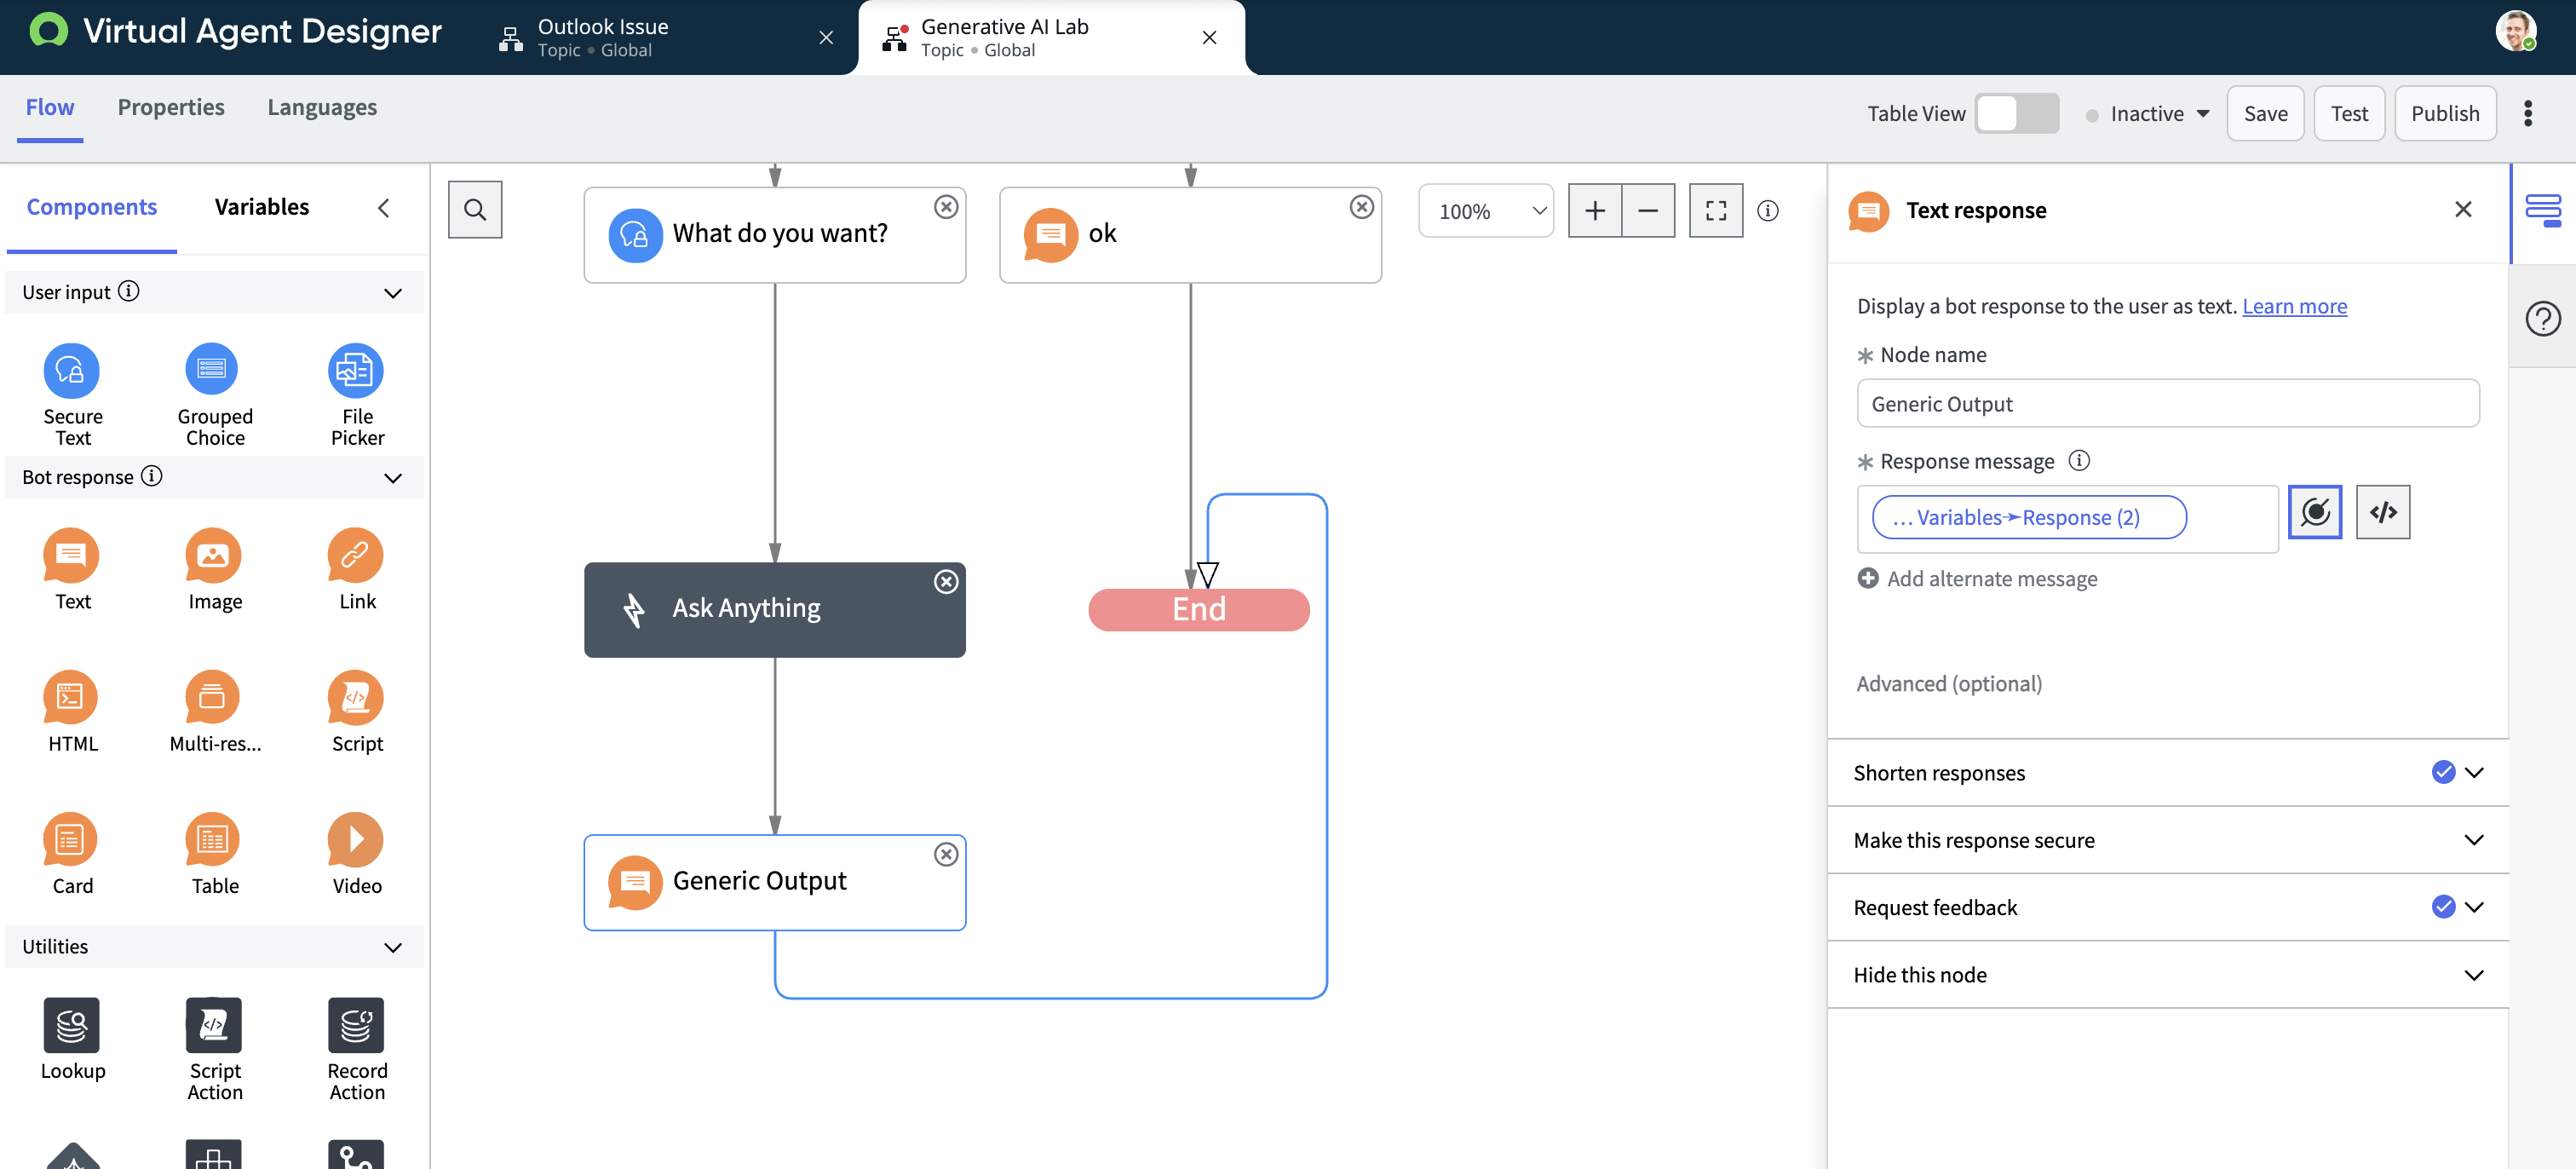 Virtual Agent Designer
Outlook Issue
Topic • Global
Generative AI Lab
Topic • Global
Flow
Properties
Languages
Table View
Inactive
Save
Test
Publish
Components
Variables
User input
Secure Text
Grouped Choice
File Picker
Bot response
Text
Image
Link
HTML
Multi-res...
Script
Card
Table
Video
Utilities
Lookup
Script Action
Record Action
What do you want?
ok
100%
Ask Anything
End
Generic Output
Text response
Display a bot response to the user as text. Learn more
Node name
Generic Output
Response message
...Variables➛Response (2)
Add alternate message
Advanced (optional)
Shorten responses
Make this response secure
Request feedback
Hide this node